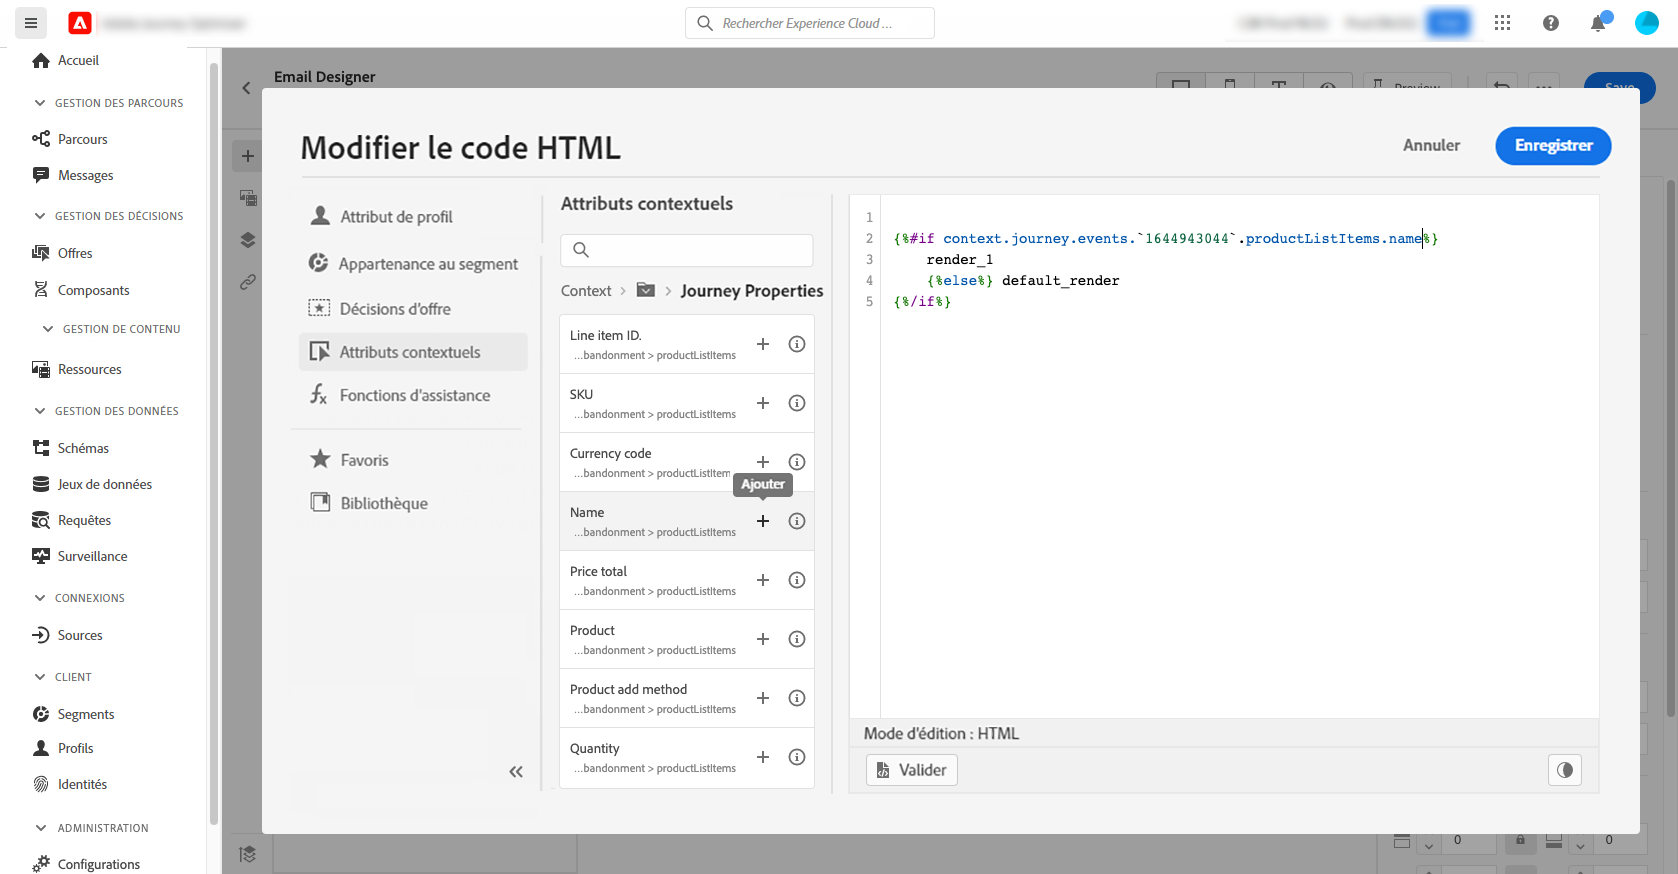 Rechercher Experience Cloud ...
Accueil
GESTION DES PARCOURS
Parcours
Messages
GESTION DES DÉCISIONS
Offres
Composants
GESTION DE CONTENU
Ressources
GESTION DES DONNÉES
Schémas
Jeux de données
Requêtes
Surveillance
CONNEXIONS
Sources
CLIENT
Segments
Profils
Identités
ADMINISTRATION
Configurations
Email Designer
Preview
Save
Modifier le code HTML
Annuler
Enregistrer
Attribut de profil
Appartenance au segment
Décisions d'offre
Attributs contextuels
Fonctions d'assistance
Favoris
Bibliothèque
Attributs contextuels
Context > > Journey Properties
Line item ID.
...bandonment > productListItems
SKU
...bandonment > productListItems
Currency code
...bandonment > productListItem
Ajouter
Name
...bandonment > productListItems
Price total
...bandonment > productListItems
Product
...bandonment > productListItems
Product add method
...bandonment > productListItems
Quantity
...bandonment > productListItems
1
2 {%#if context.journey.events.`1644943044`.productListItems.name%}
3 render_1
4 {%else%} default_render
5 {%/if%}
Mode d'édition : HTML
Valider
0
0